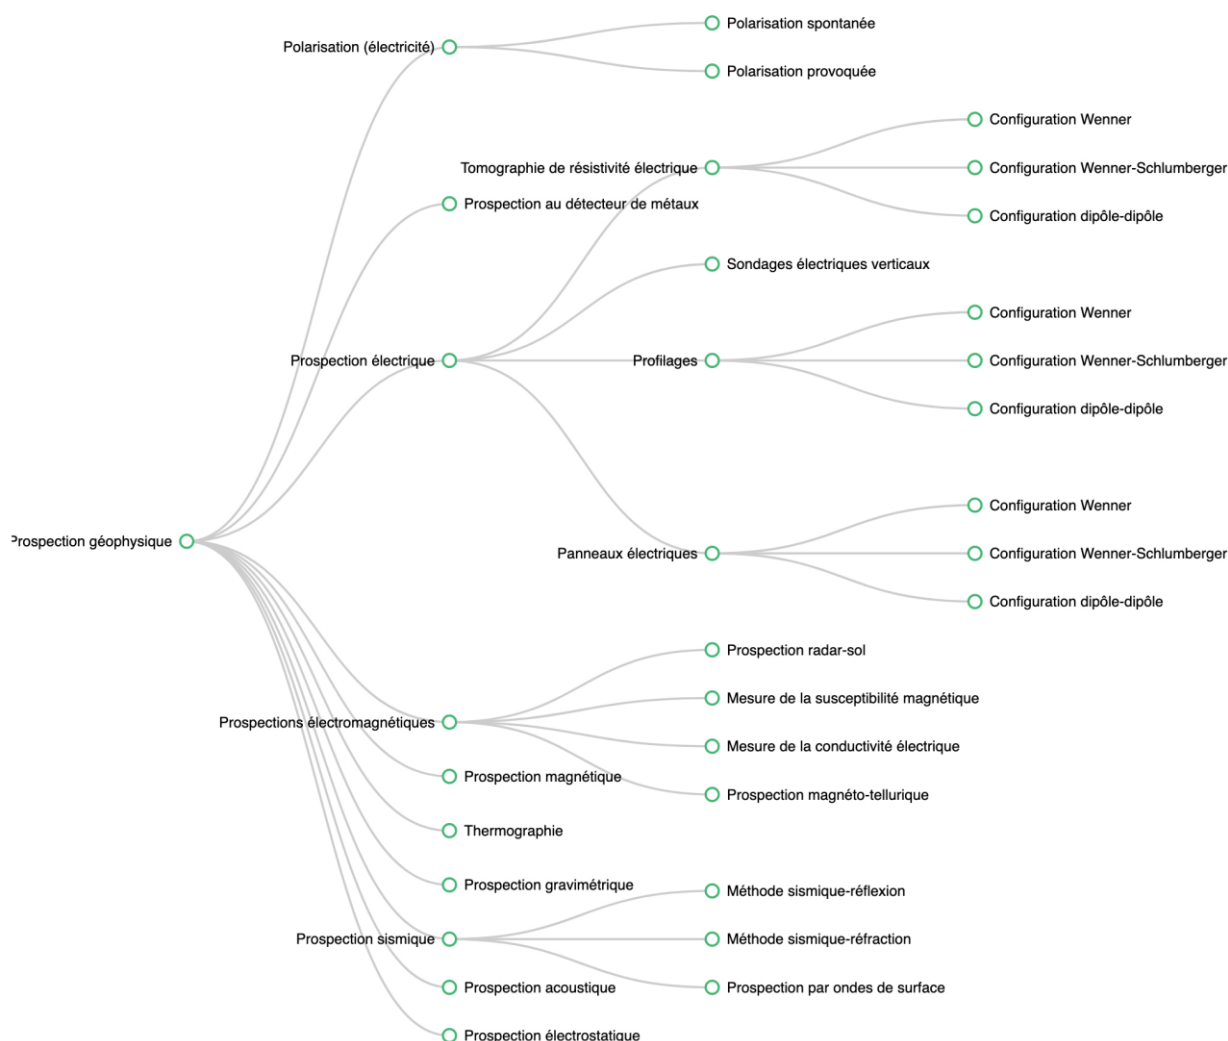 Polarisation spontanée
Polarisation (électricité)
Polarisation provoquée
Configuration Wenner
Tomographie de résistivité électrique
Configuration Wenner-Schlumberger
Prospection au détecteur de métaux
Configuration dipôle-dipôle
Sondages électriques verticaux
Configuration Wenner
Prospection électrique
Profilages
Configuration Wenner-Schlumberger
Configuration dipôle-dipôle
Configuration Wenner
Prospection géophysique
Panneaux électriques
Configuration Wenner-Schlumberger
Configuration dipôle-dipôle
Prospection radar-sol
Mesure de la susceptibilité magnétique
Prospections électromagnétiques
Mesure de la conductivité électrique
Prospection magnétique
Prospection magnéto-tellurique
Thermographie
Prospection gravimétrique
Méthode sismique-réflexion
Prospection sismique
Méthode sismique-réfraction
Prospection acoustique
Prospection par ondes de surface
Prospection électrostatique